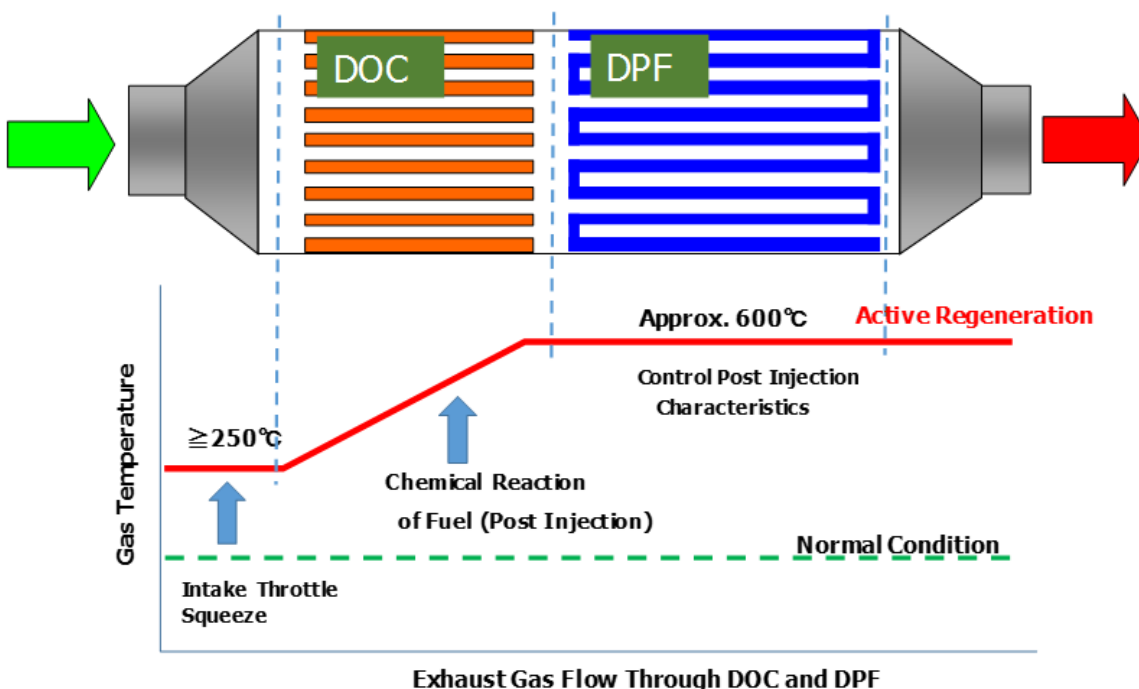 DOC
DPF
Approx. 600℃
Active Regeneration
Control Post Injection
Characteristics
≧250℃
Chemical Reaction
of Fuel (Post Injection)
Gas Temperature
Normal Condition
Intake Throttle
Squeeze
Exhaust Gas Flow Through DOC and DPF